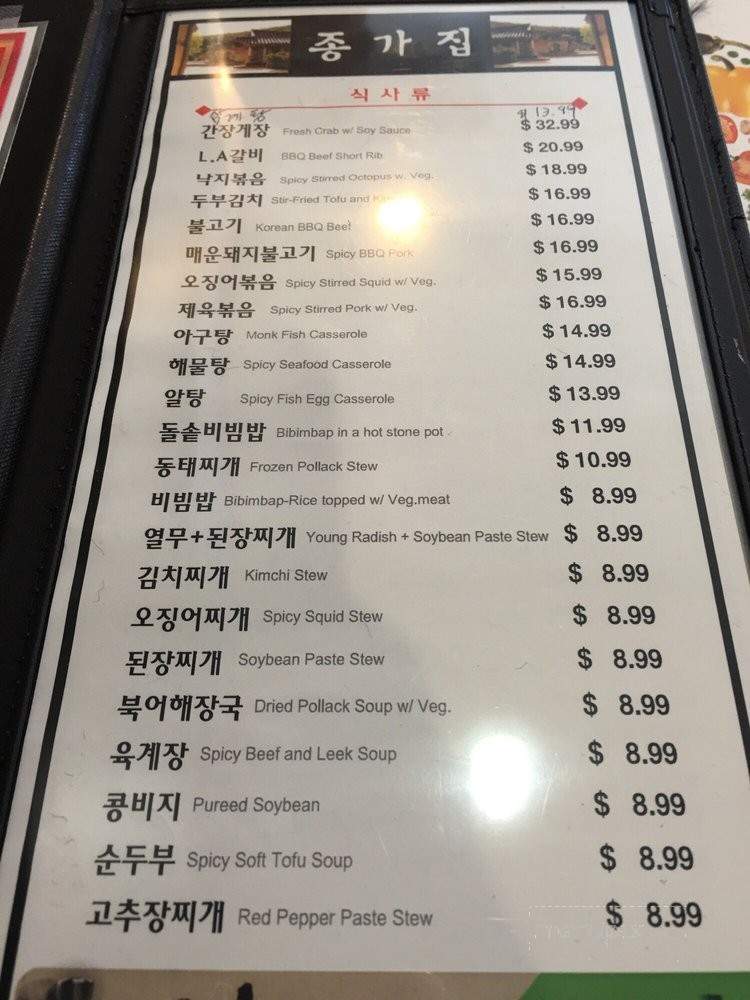 종가집
식사류
삼계탕 $ 13.99
간장게장 Fresh Crab w/ Soy Sauce $ 32.99
L.A갈비 BBQ Beef Short Rib $ 20.99
낙지볶음 Spicy Stirred Octopus w. Veg. $ 18.99
두부김치 Stir-Fried Tofu and $ 16.99
불고기 Korean BBQ Beef $ 16.99
매운돼지불고기 Spicy BBQ Pork $ 16.99
오징어볶음 Spicy Stirred Squid w/ Veg. $ 15.99
제육볶음 Spicy Stirred Pork w/ Veg. $ 16.99
아구탕 Monk Fish Casserole $ 14.99
해물탕 Spicy Seafood Casserole $ 14.99
알탕 Spicy Fish Egg Casserole $ 13.99
돌솥비빔밥 Bibimbap in a hot stone pot $ 11.99
동태찌개 Frozen Pollack Stew $ 10.99
비빔밥 Bibimbap-Rice topped w/ Veg.meat $ 8.99
열무+된장찌개 Young Radish + Soybean Paste Stew $ 8.99
김치찌개 Kimchi Stew $ 8.99
오징어찌개 Spicy Squid Stew $ 8.99
된장찌개 Soybean Paste Stew $ 8.99
북어해장국 Dried Pollack Soup w/ Veg. $ 8.99
육계장 Spicy Beef and Leek Soup $ 8.99
콩비지 Pureed Soybean $ 8.99
순두부 Spicy Soft Tofu Soup $ 8.99
고추장찌개 Red Pepper Paste Stew $ 8.99